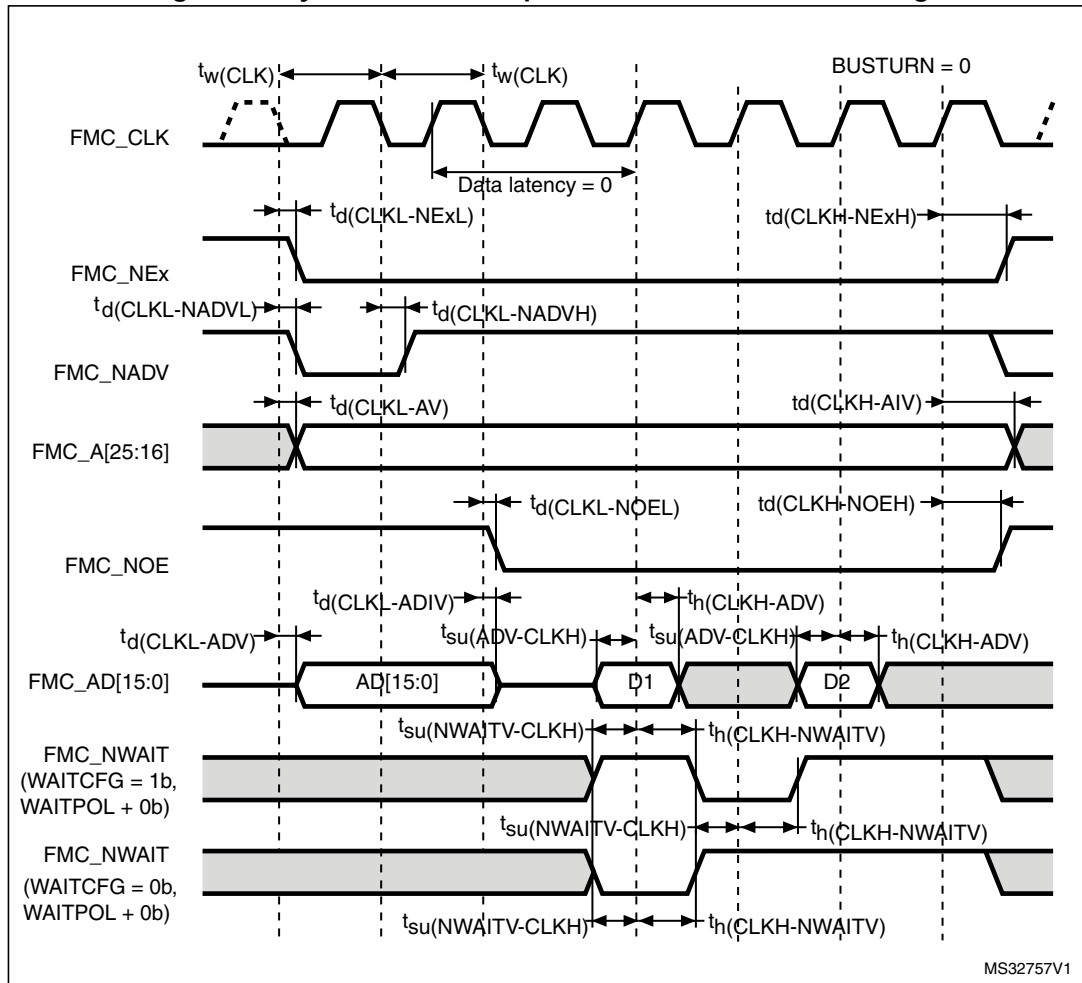 BUSTURN = 0
tw(CLK) tw(CLK)
FMC_CLK
Data latency = 0
td(CLKL-NExL) td(CLKH-NExH)
FMC_NEx
td(CLKL-NADVL) td(CLKL-NADVH)
FMC_NADV
td(CLKL-AV) td(CLKH-AIV)
FMC_A[25:16]
td(CLKL-NOEL) td(CLKH-NOEH)
FMC_NOE
td(CLKL-ADIV) th(CLKH-ADV)
td(CLKL-ADV) tsu(ADV-CLKH) tsu(ADV-CLKH) th(CLKH-ADV)
FMC_AD[15:0] AD[15:0] D1 D2
tsu(NWAITV-CLKH) th(CLKH-NWAITV)
FMC_NWAIT
(WAITCFG = 1b,
WAITPOL + 0b)
tsu(NWAITV-CLKH) th(CLKH-NWAITV)
FMC_NWAIT
(WAITCFG = 0b,
WAITPOL + 0b)
tsu(NWAITV-CLKH) th(CLKH-NWAITV)
MS32757V1